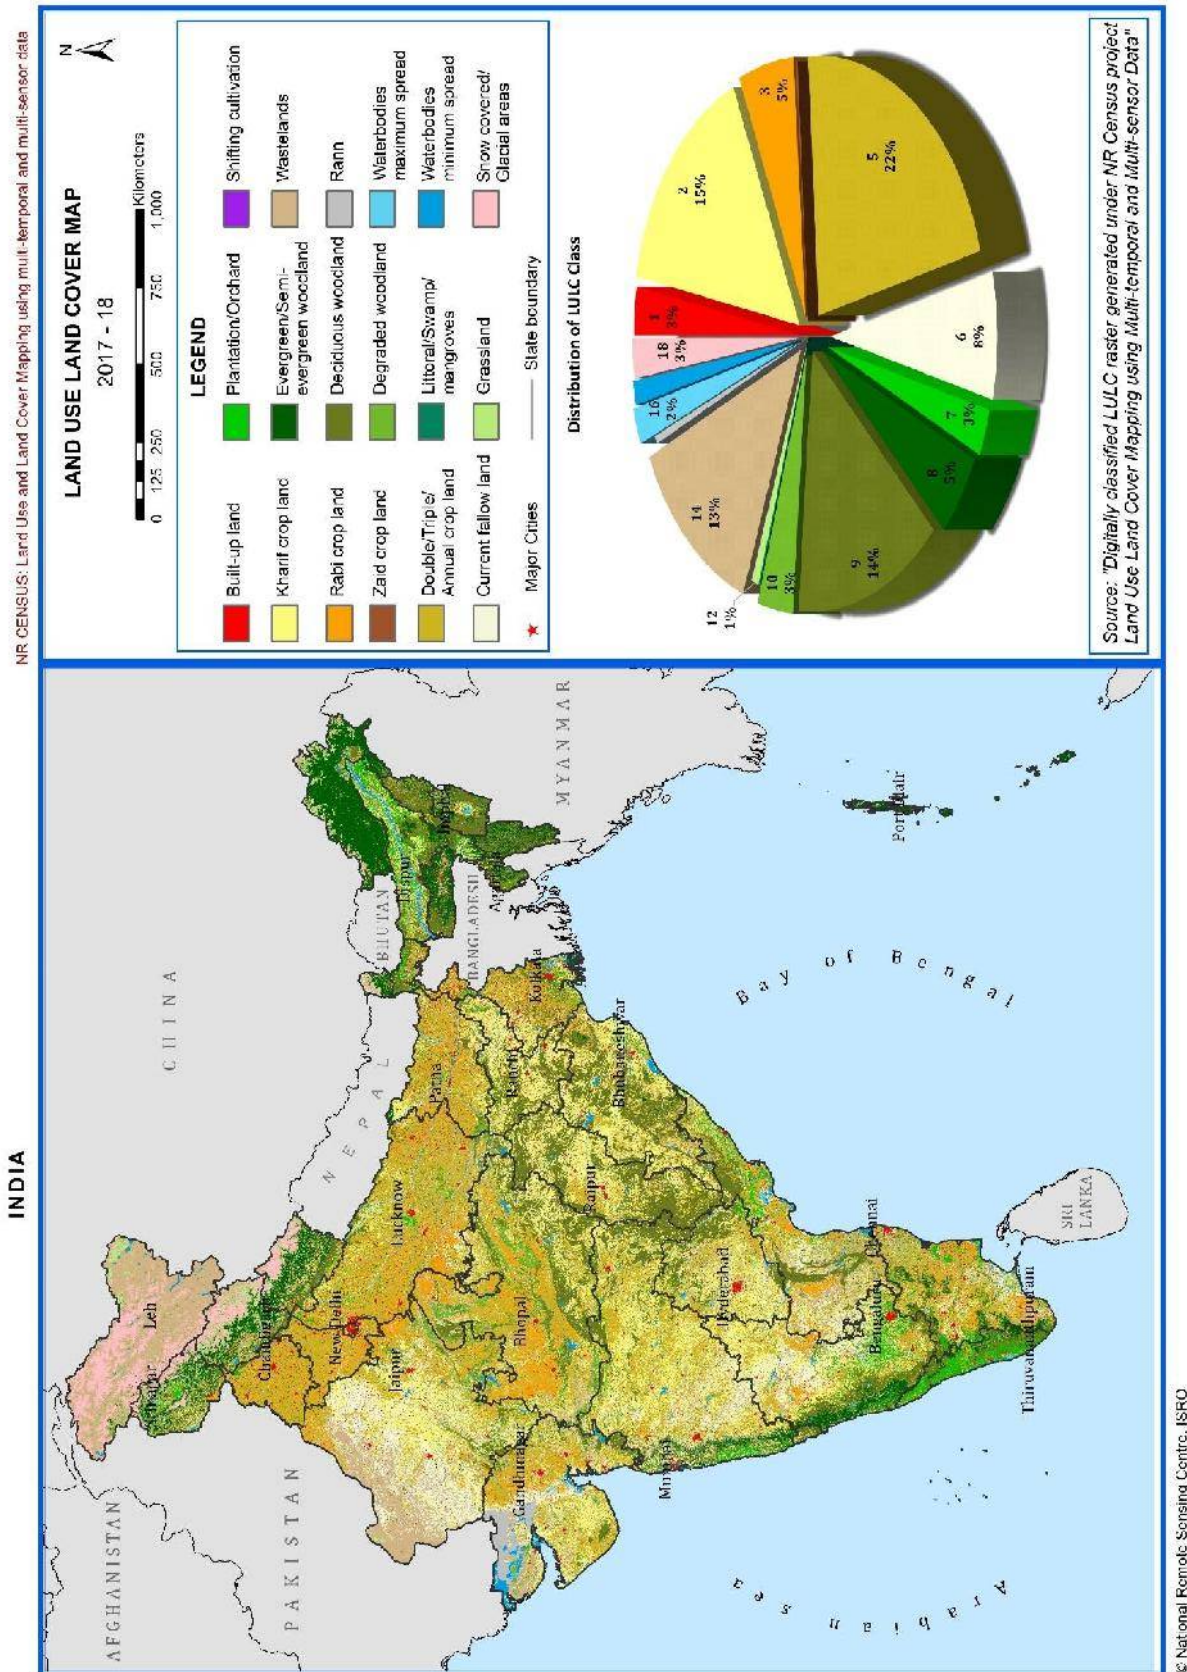 NR CENSUS: Land Use and Land Cover Mapping using multi-temporal and multi-sensor data
INDIA
AFGHANISTAN
PAKISTAN
CHINA
NEPAL
BHUTAN
BANGLADESH
MYANMAR
SRI
LANKA
Arabian sea
Bay of Bengal
Leh
Chandigarh
New Delhi
Jaipur
Lucknow
Patna
Dispur
Ranchi
Kolkata
Gandhinagar
Bhopal
Raipur
Bhubaneshwar
Mumbai
Hyderabad
Bengaluru
Chennai
Thiruvananthpuram
Portblair
LAND USE LAND COVER MAP
2017 - 18
N
0 125 250 500 750 1,000
Kilometers
LEGEND
Built-up land
Kharif crop land
Rabi crop land
Zaid crop land
Double/Triple/
Annual crop land
Current fallow land
Plantation/Orchard
Evergreen/Semi-
evergreen woodland
Deciduous woodland
Degraded woodland
Littoral/Swamp/
mangroves
Grassland
Shifting cultivation
Wastelands
Rann
Waterbodies
maximum spread
Waterbodies
minimum spread
Snow covered/
Glacial areas
Major Cities
State boundary
Distribution of LULC Class
1
3%
2
15%
3
5%
5
22%
6
8%
7
3%
8
5%
9
14%
10
3%
12
1%
14
13%
16
2%
18
3%
Source: "Digitally classified LULC raster generated under NR Census project
Land Use Land Cover Mapping using Multi-temporal and Multi-sensor Data"
© National Remote Sensing Centre, ISRO